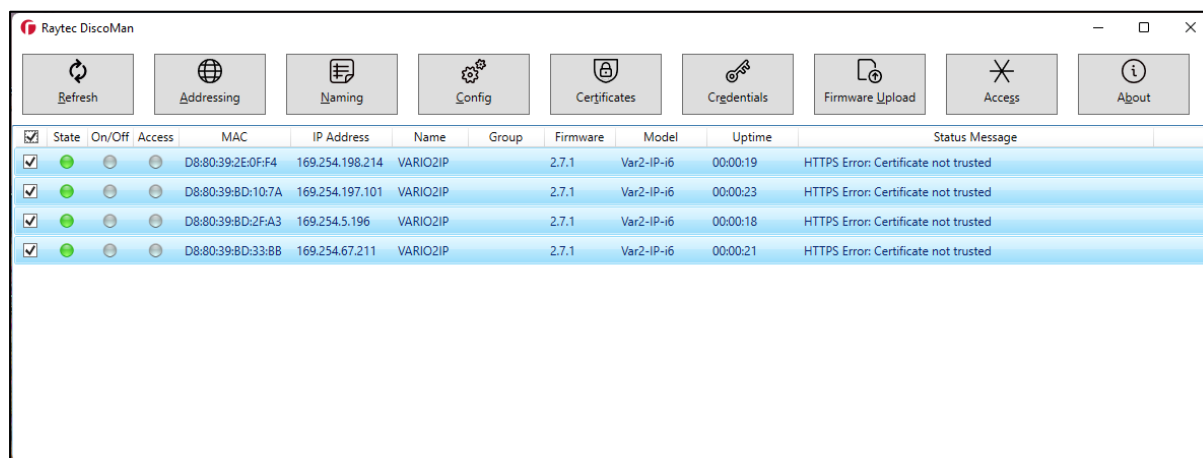 Raytec DiscoMan
Refresh Addressing Naming Config Certificates Credentials Firmware Upload Access About
State On/Off Access MAC IP Address Name Group Firmware Model Uptime Status Message
D8:80:39:2E:0F:F4 169.254.198.214 VARIO2IP 2.7.1 Var2-IP-i6 00:00:19 HTTPS Error: Certificate not trusted
D8:80:39:BD:10:7A 169.254.197.101 VARIO2IP 2.7.1 Var2-IP-i6 00:00:23 HTTPS Error: Certificate not trusted
D8:80:39:BD:2F:A3 169.254.5.196 VARIO2IP 2.7.1 Var2-IP-i6 00:00:18 HTTPS Error: Certificate not trusted
D8:80:39:BD:33:BB 169.254.67.211 VARIO2IP 2.7.1 Var2-IP-i6 00:00:21 HTTPS Error: Certificate not trusted